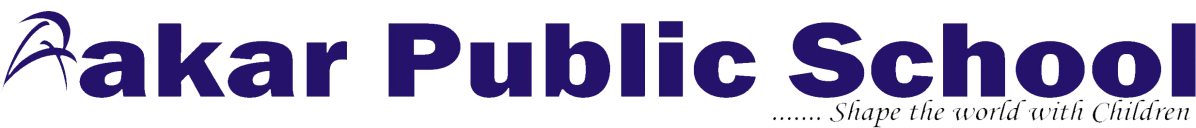 Aakar Public School
....... Shape the world with Children